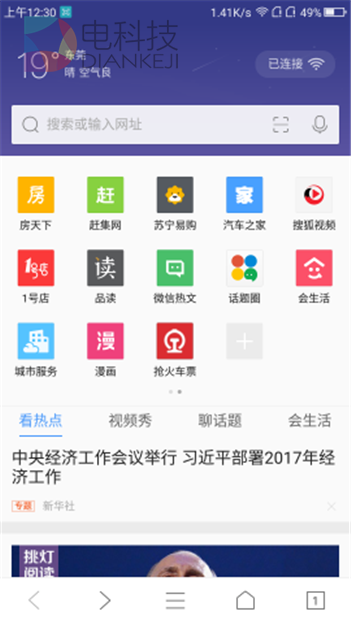 上午12:30
1.41K/s
49%
电科技
DIANKEJI
19°
东莞
晴 空气良
已连接
搜索或输入网址
房
赶
家
房天下
赶集网
苏宁易购
汽车之家
搜狐视频
1号店
读
1号店
品读
微信热文
话题圈
会生活
漫
城市服务
漫画
抢火车票
看热点
视频秀
聊话题
会生活
中央经济工作会议举行 习近平部署2017年经
济工作
专题
新华社
挑灯
阅读
1